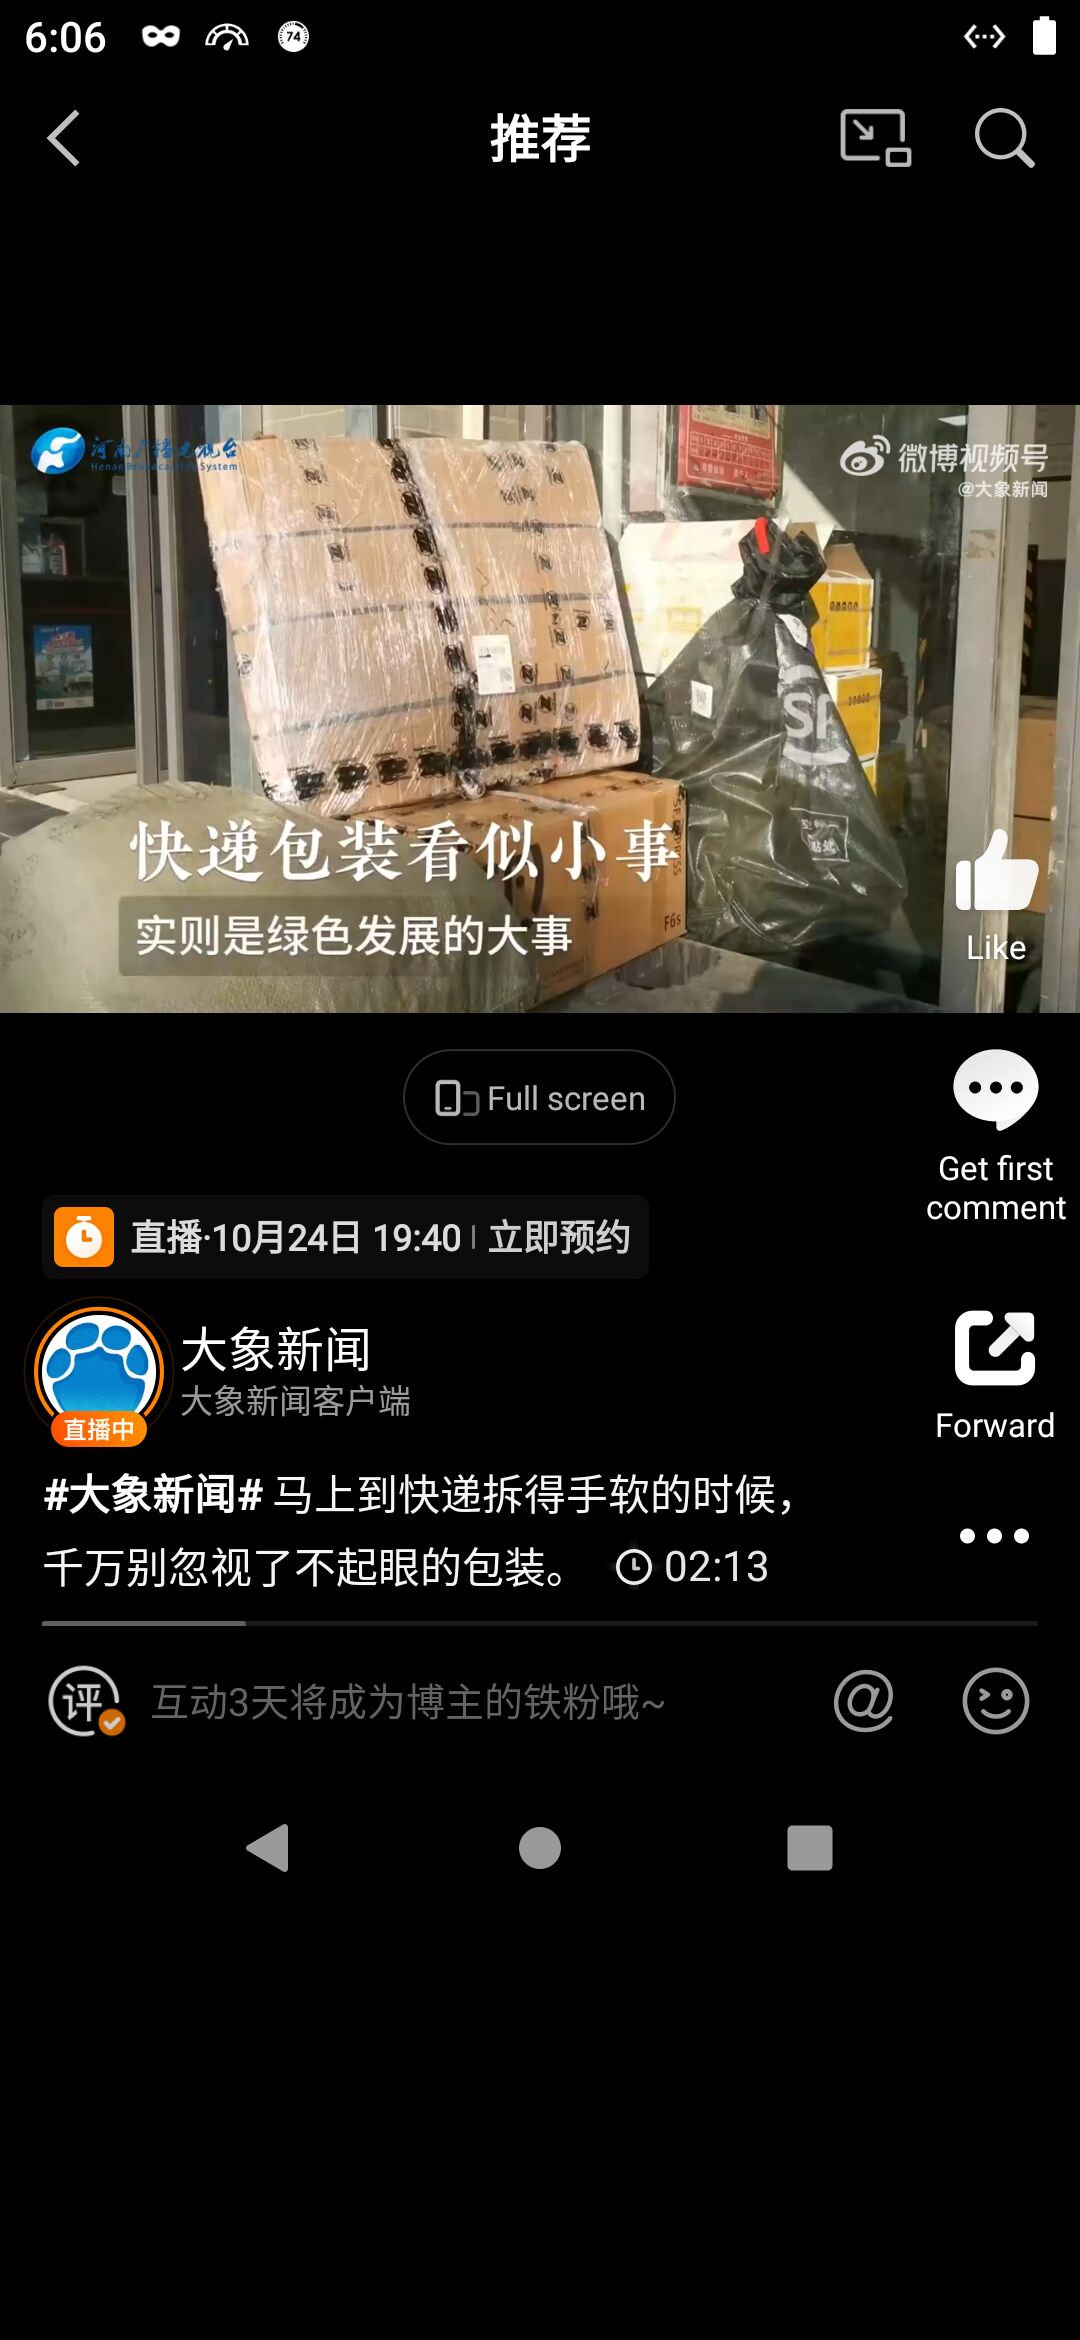 6:06
74
推荐
河南广播电视台
Henan Broadcasting System
微博视频号
@大象新闻
SF
SF EXPRESS
F6s
快递包装看似小事
实则是绿色发展的大事
Like
Full screen
Get first
comment
直播·10月24日 19:40 | 立即预约
大象新闻
大象新闻客户端
直播中
Forward
#大象新闻# 马上到快递拆得手软的时候，
千万别忽视了不起眼的包装。 02:13
评 互动3天将成为博主的铁粉哦~